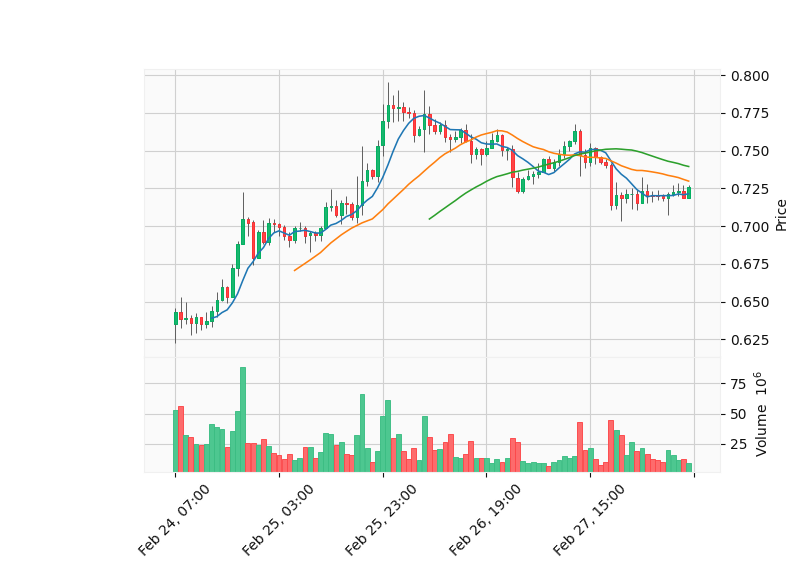 0.800
0.775
0.750
0.725
0.700
0.675
0.650
0.625
Price
75
50
25
Volume 10^6
Feb 24, 07:00
Feb 25, 03:00
Feb 25, 23:00
Feb 26, 19:00
Feb 27, 15:00